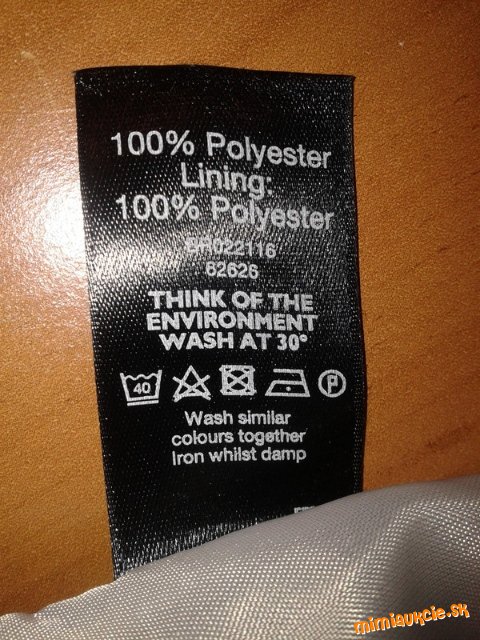 100% Polyester
Lining:
100% Polyester
BR022116
62626
THINK OF THE
ENVIRONMENT
WASH AT 30°
40 P
Wash similar
colours together
Iron whilst damp
mimiaukcie.sk